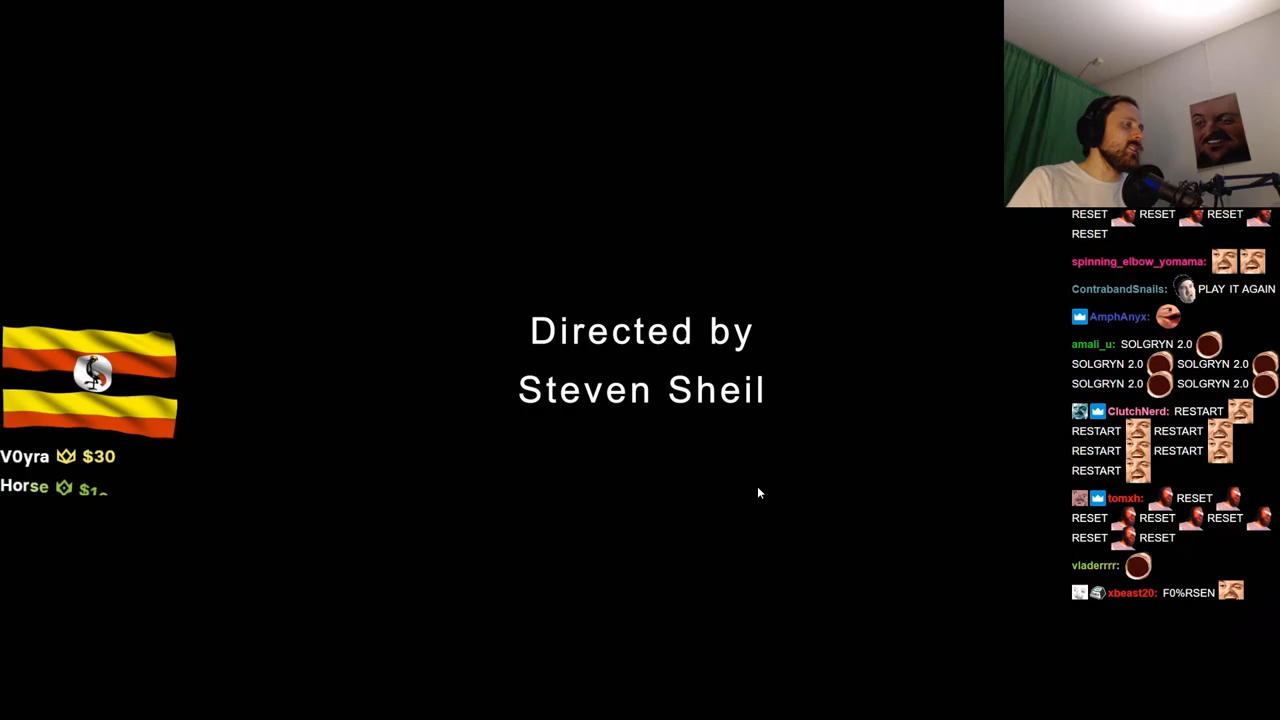 Directed by
Steven Sheil
V0yra $30
Horse
RESET RESET RESET
RESET
spinning_elbow_yomama:
ContrabandSnails: PLAY IT AGAIN
AmphAnyx:
amali_u: SOLGRYN 2.0
SOLGRYN 2.0 SOLGRYN 2.0
SOLGRYN 2.0 SOLGRYN 2.0
ClutchNerd: RESTART
RESTART RESTART
RESTART RESTART
RESTART
tomxh: RESET
RESET RESET RESET
RESET RESET
vladerrrr:
xbeast20: F0%RSEN